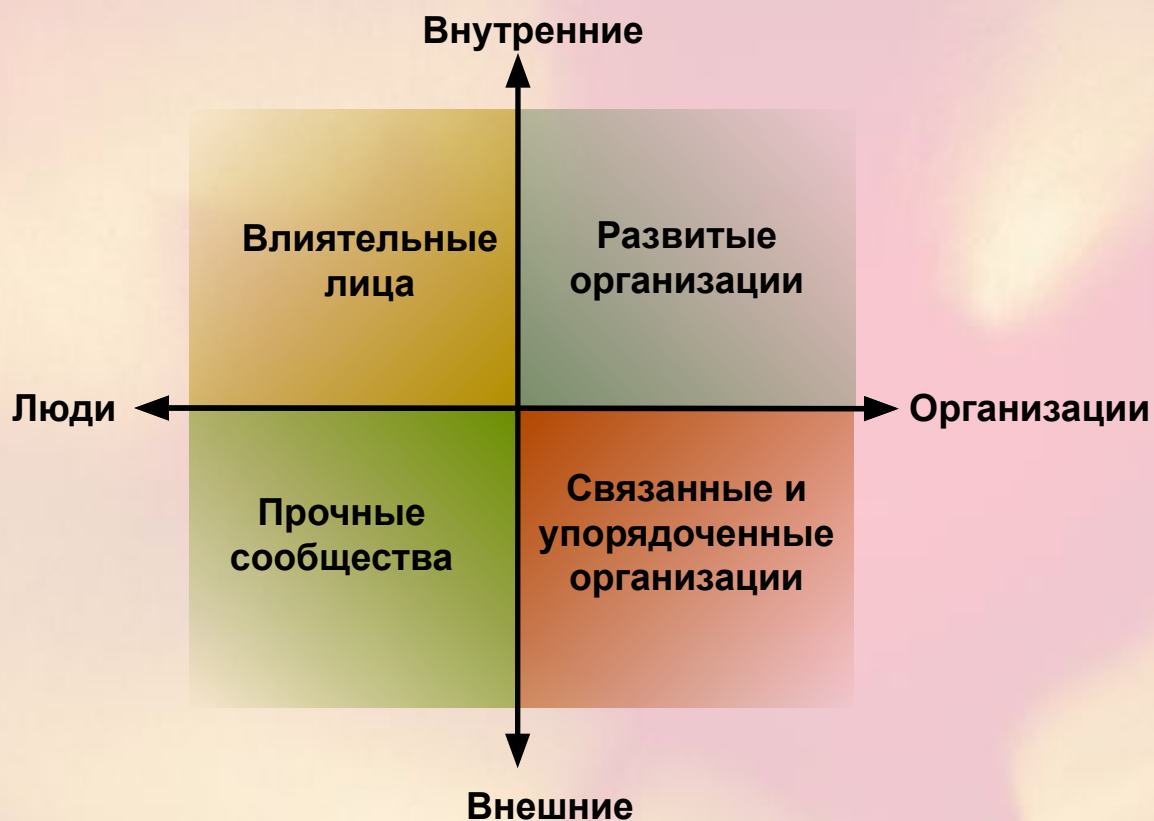 Внутренние
Влиятельные
лица
Развитые
организации
Люди
Организации
Прочные
сообщества
Связанные и
упорядоченные
организации
Внешние